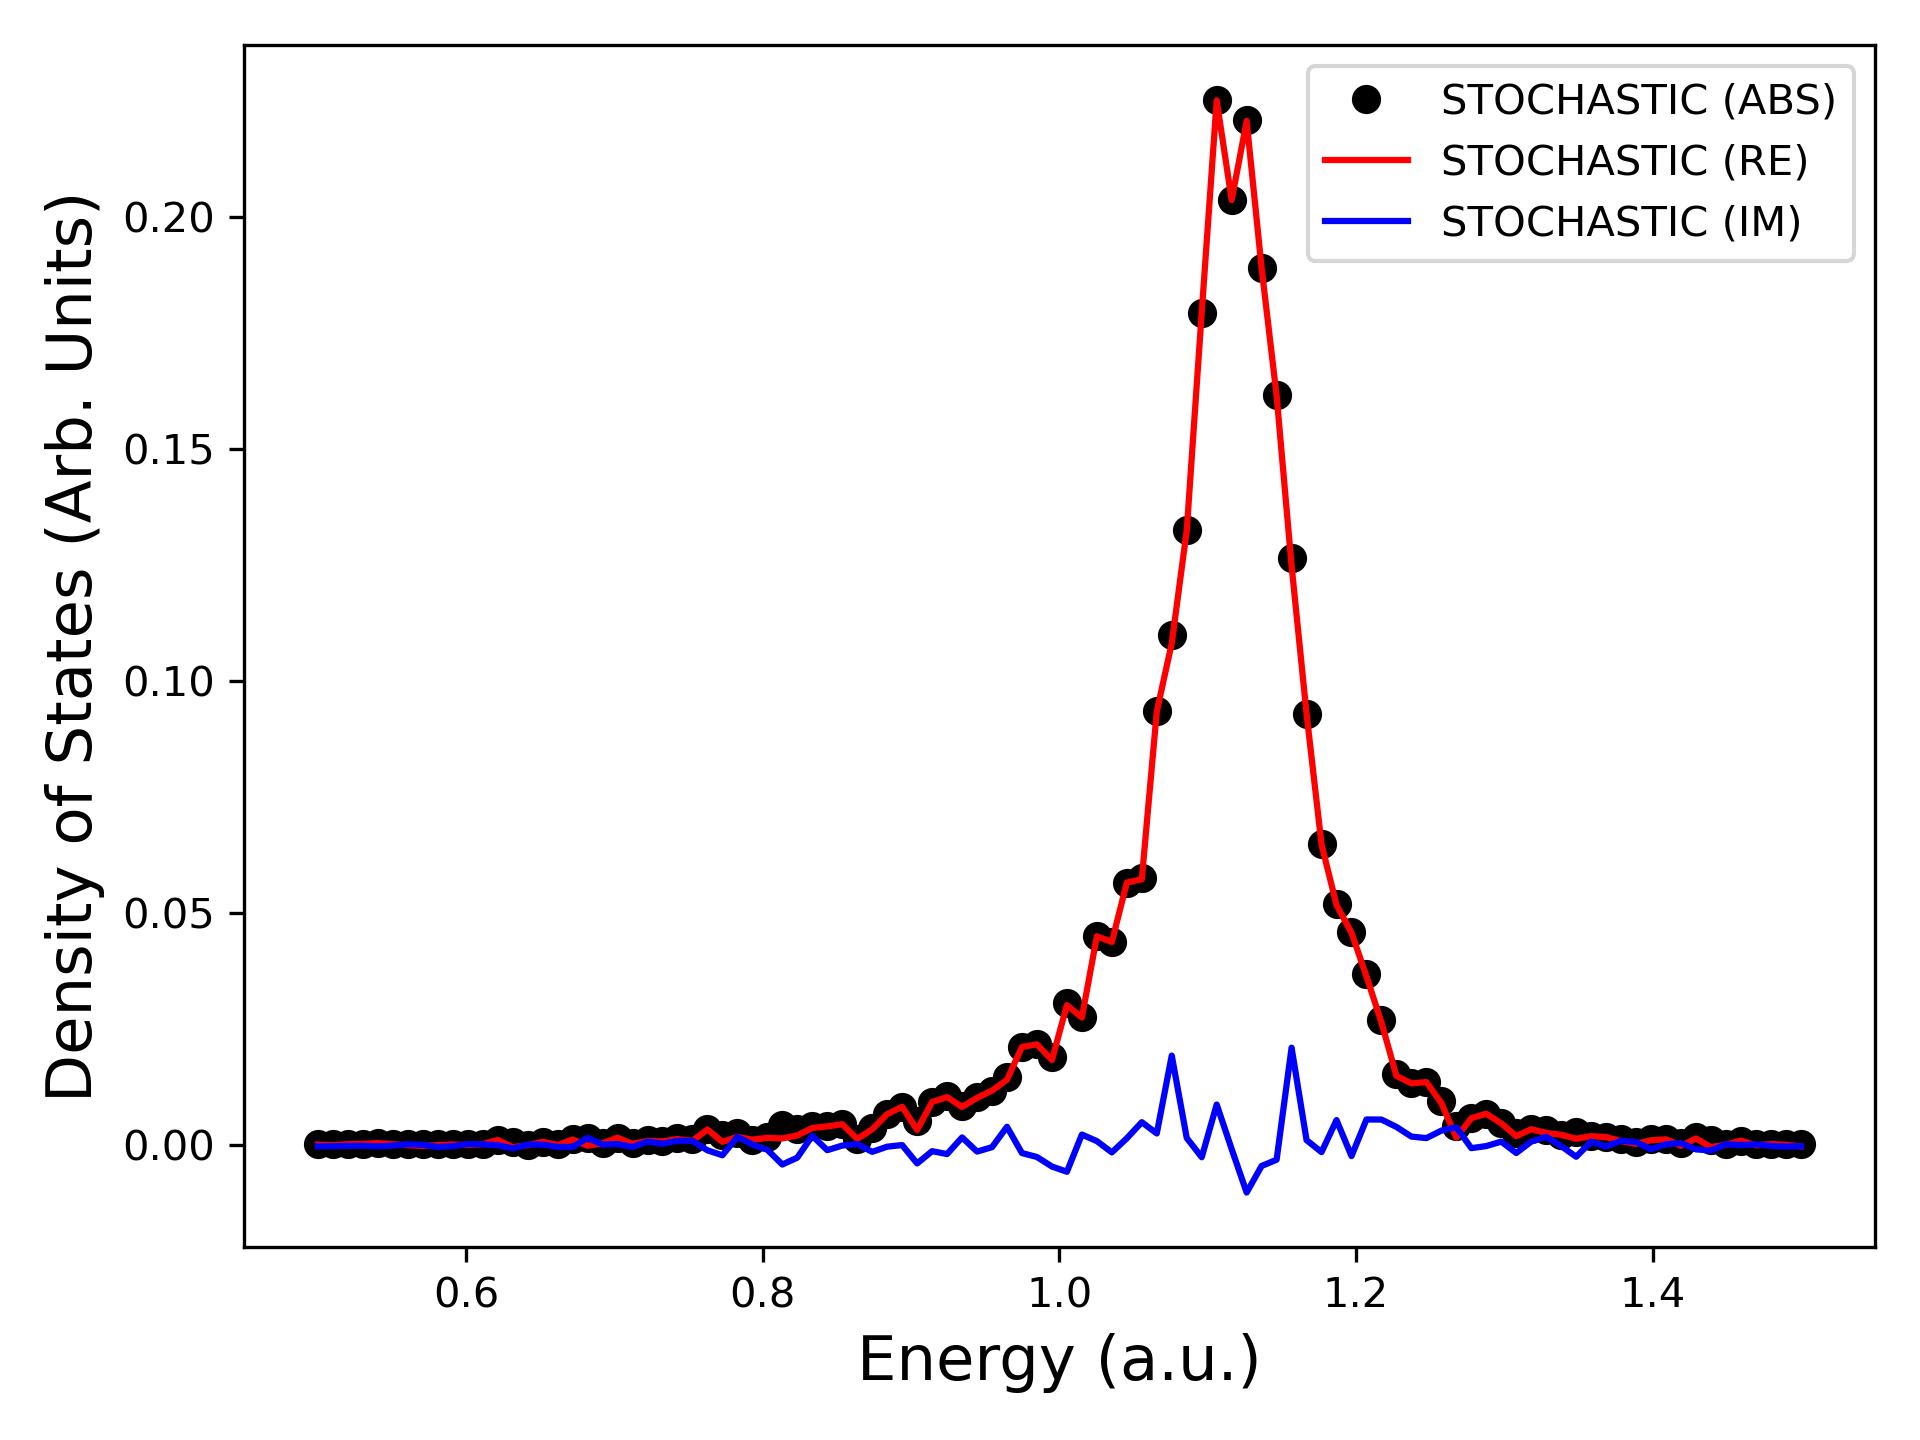 STOCHASTIC (ABS)
STOCHASTIC (RE)
STOCHASTIC (IM)
Density of States (Arb. Units)
0.20
0.15
0.10
0.05
0.00
0.6 0.8 1.0 1.2 1.4
Energy (a.u.)